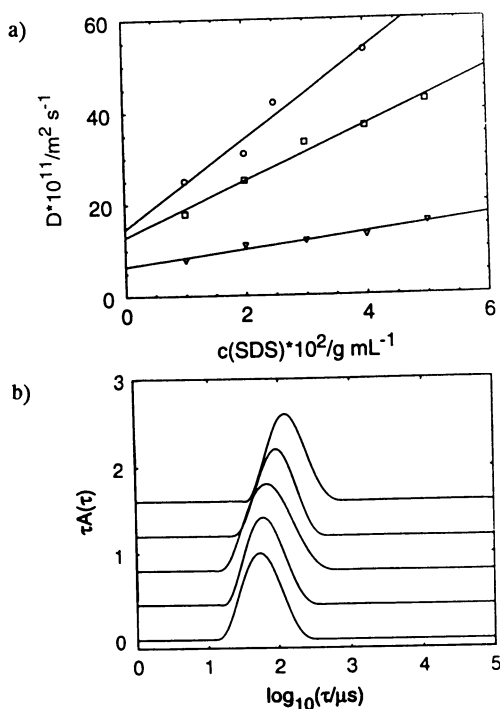 a)
60
40
20
0
D*10¹¹/m² s⁻¹
0 2 4 6
c(SDS)*10²/g mL⁻¹
b)
3
2
1
0
τA(τ)
0 1 2 3 4 5
log₁₀(τ/μs)